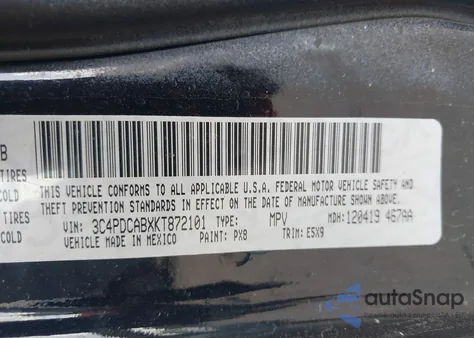 B
TIRES
COLD
TIRES
COLD
THIS VEHICLE CONFORMS TO ALL APPLICABLE U.S.A. FEDERAL MOTOR VEHICLE SAFETY AND
THEFT PREVENTION STANDARDS IN EFFECT ON THE DATE OF MANUFACTURE SHOWN ABOVE.
VIN: 3C4PDCABXKT872101 TYPE: MPV MDH: 120419 467AA
VEHICLE MADE IN MEXICO PAINT: PX8 TRIM: E5X9
autoSnap